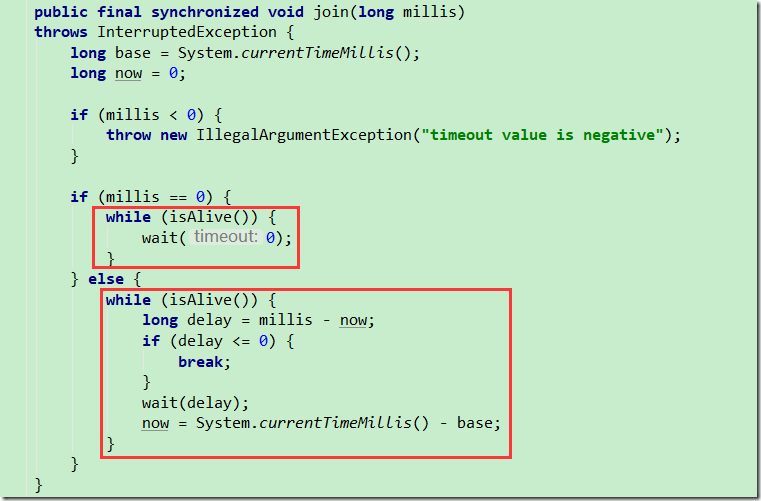 public final synchronized void join(long millis)
throws InterruptedException {
    long base = System.currentTimeMillis();
    long now = 0;

    if (millis < 0) {
        throw new IllegalArgumentException("timeout value is negative");
    }

    if (millis == 0) {
        while (isAlive()) {
            wait( timeout: 0);
        }
    } else {
        while (isAlive()) {
            long delay = millis - now;
            if (delay <= 0) {
                break;
            }
            wait(delay);
            now = System.currentTimeMillis() - base;
        }
    }
}